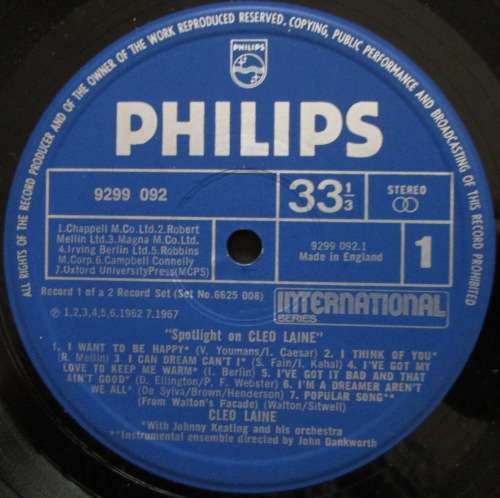 ALL RIGHTS OF THE RECORD PRODUCER AND OF THE OWNER OF THE WORK REPRODUCED RESERVED. COPYING, PUBLIC PERFORMANCE AND BROADCASTING OF THIS RECORD PROHIBITED
PHILIPS
PHILIPS
9299 092
33 1/3
STEREO
1.Chappell M.Co.Ltd.2.Robert
Mellin Ltd.3.Magna M.Co.Ltd.
4.Irving Berlin Ltd.5.Robbins
M.Corp.6.Campbell Connelly
7.Oxford UniversityPress(MCPS)
9299 092.1
Made in England
1
Record 1 of a 2 Record Set (Set No.6625 008)
INTERNATIONAL
SERIES
Ⓟ 1,2,3,4,5,6.1962 7.1967
"Spotlight on CLEO LAINE"
1. I WANT TO BE HAPPY* (V. Youmans/I. Caesar) 2. I THINK OF YOU*
(R. Mellin) 3. I CAN DREAM CAN'T I* (S. Fain/I. Kahal) 4. I'VE GOT MY
LOVE TO KEEP ME WARM* (I. Berlin) 5. I'VE GOT IT BAD AND THAT
AIN'T GOOD* (D. Ellington/P. F. Webster) 6. I'M A DREAMER AREN'T
WE ALL* (De Sylva/Brown/Henderson) 7. POPULAR SONG**
(From Walton's Facade) (Walton/Sitwell)
CLEO LAINE
*With Johnny Keating and his orchestra
**Instrumental ensemble directed by John Dankworth